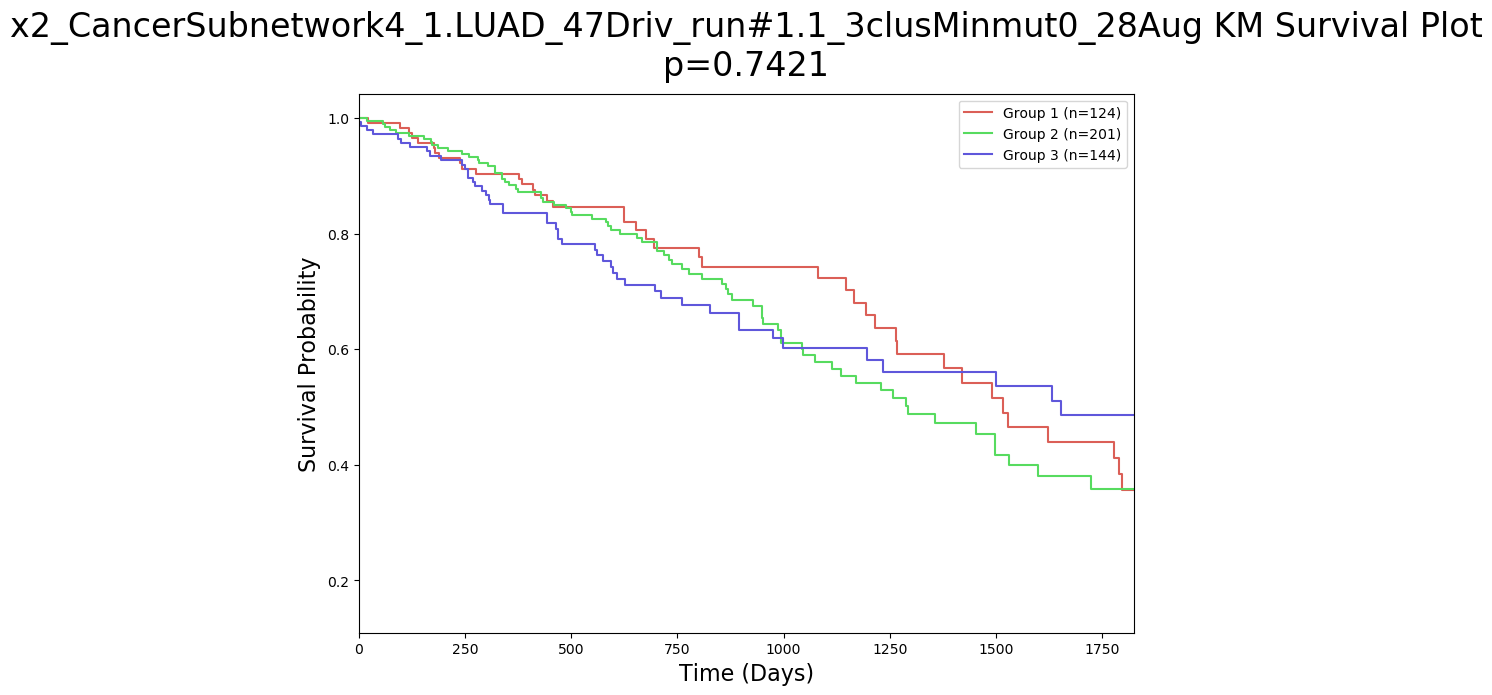 x2_CancerSubnetwork4_1.LUAD_47Driv_run#1.1_3clusMinmut0_28Aug KM Survival Plot
p=0.7421
Group 1 (n=124)
Group 2 (n=201)
Group 3 (n=144)
Survival Probability
1.0
0.8
0.6
0.4
0.2
0 250 500 750 1000 1250 1500 1750
Time (Days)